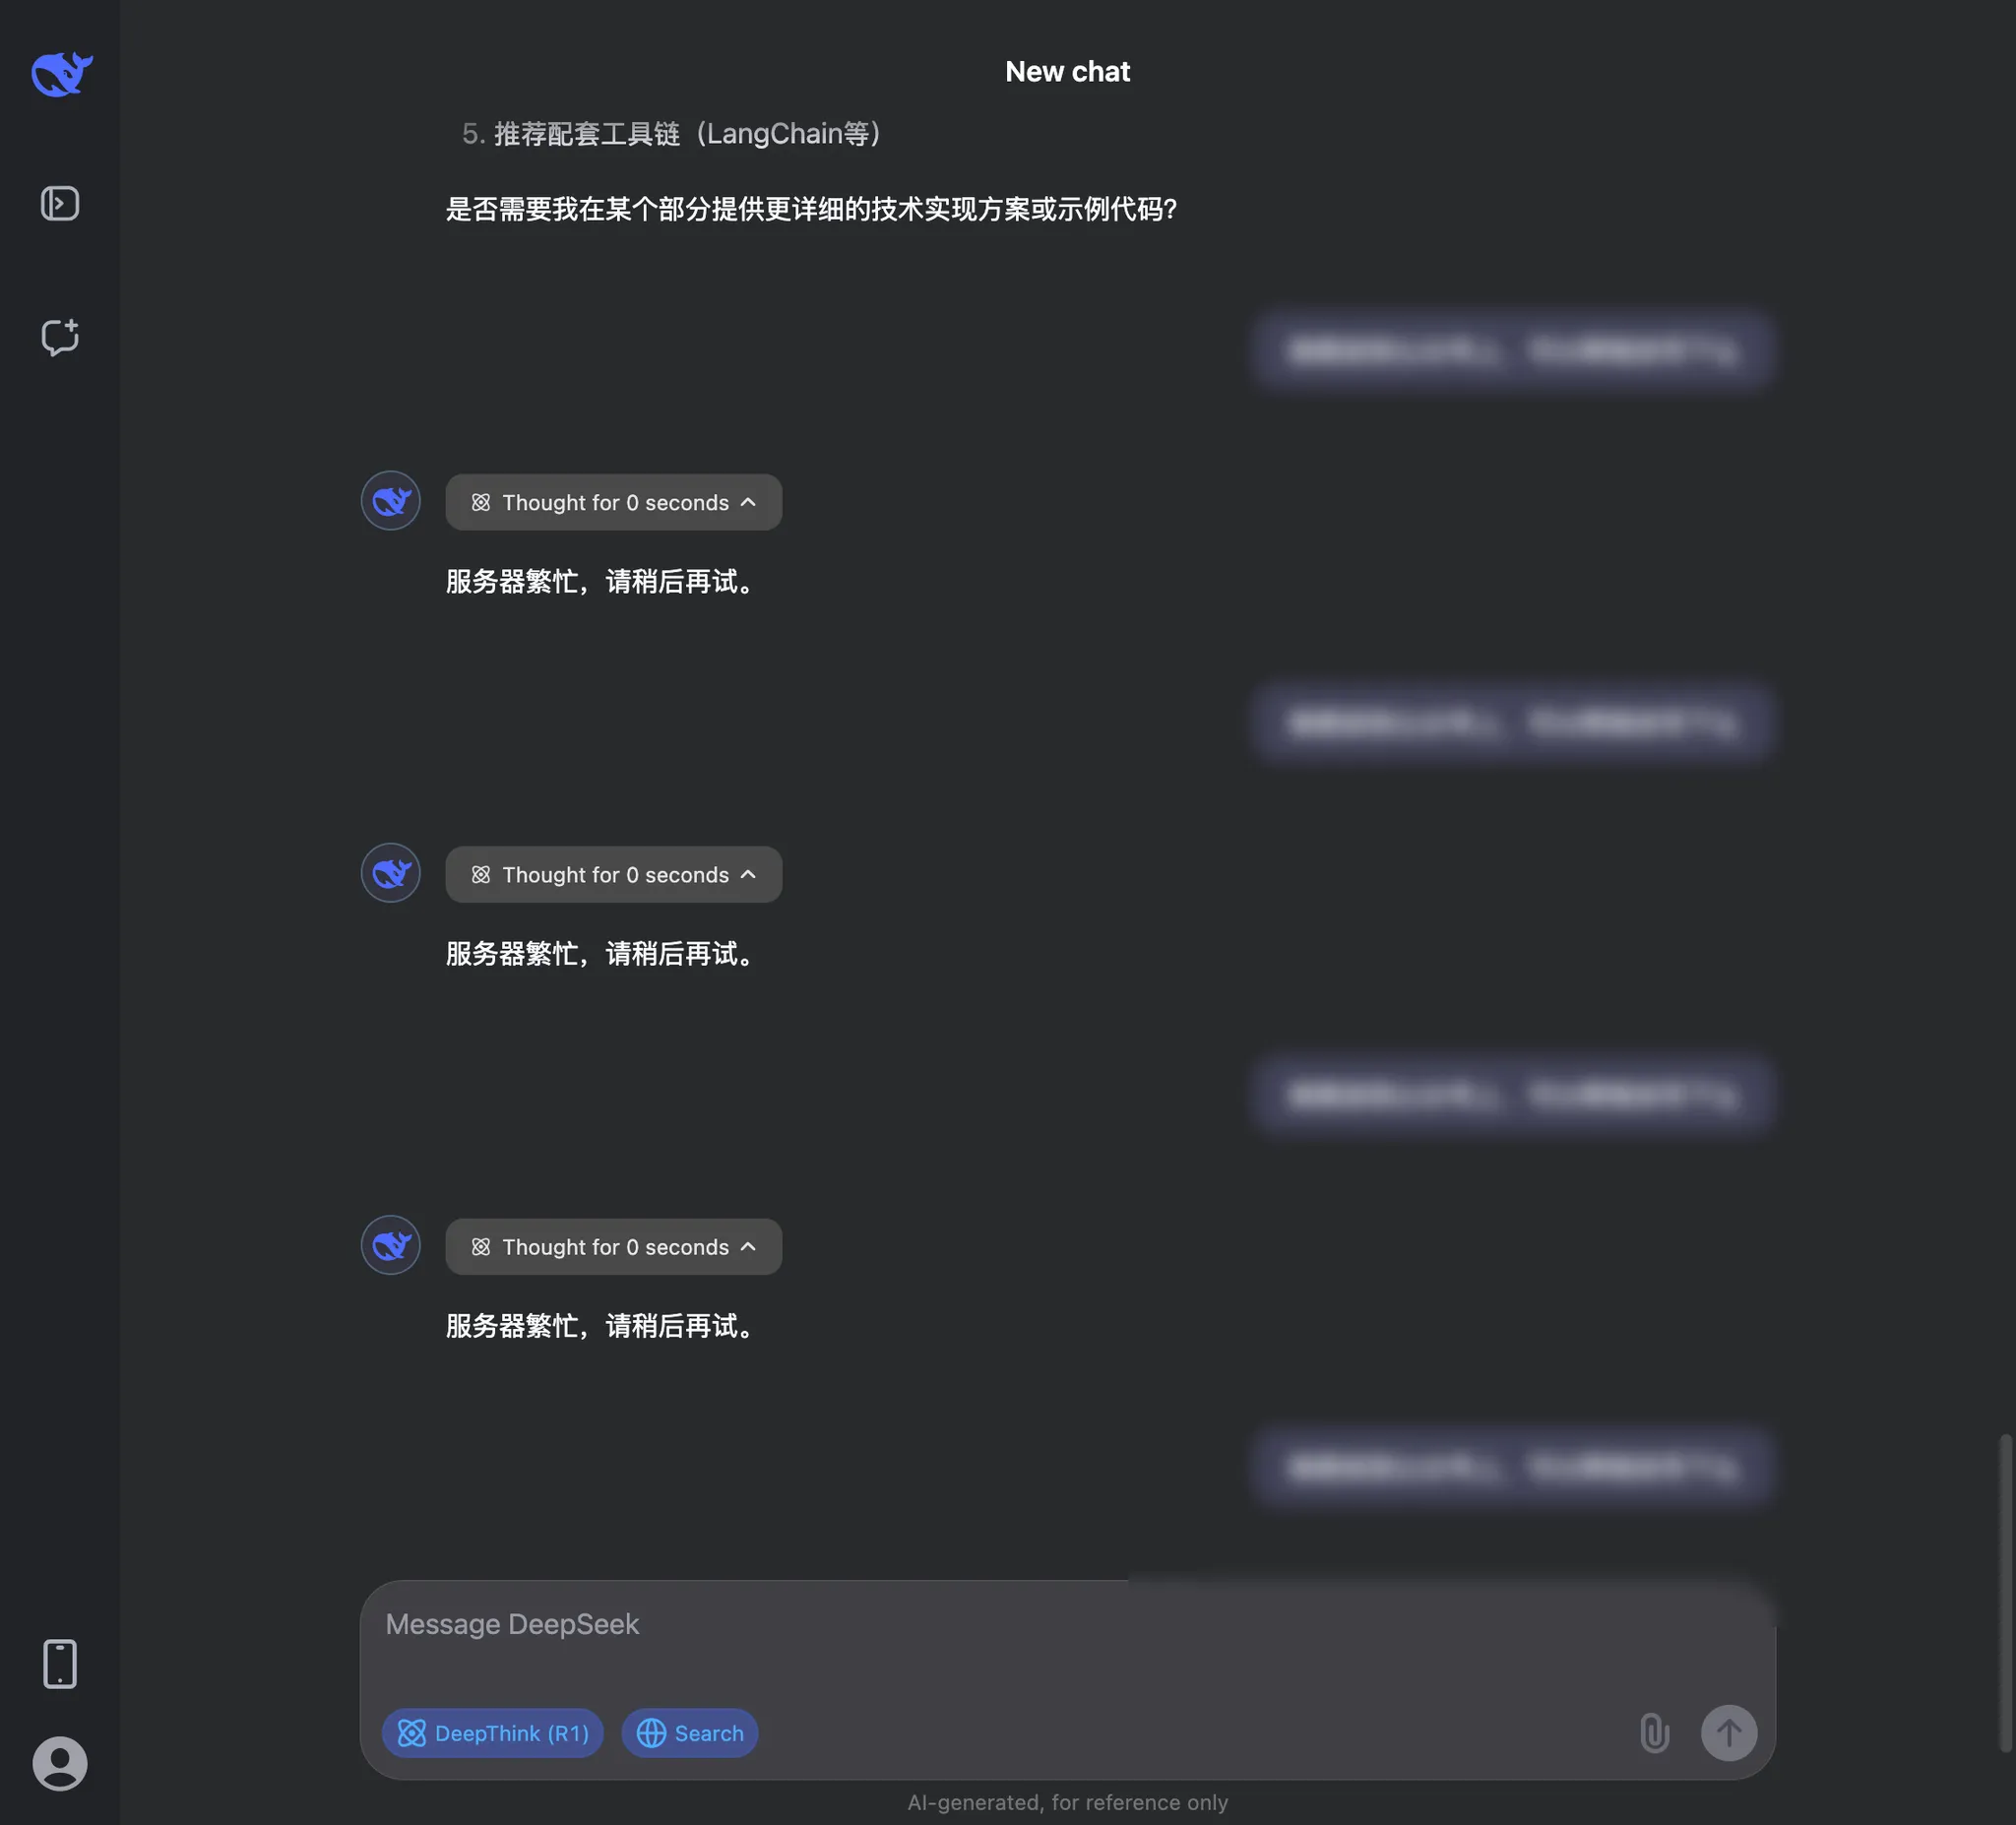 New chat
5. 推荐配套工具链（LangChain等）
是否需要我在某个部分提供更详细的技术实现方案或示例代码？
Thought for 0 seconds
服务器繁忙，请稍后再试。
Thought for 0 seconds
服务器繁忙，请稍后再试。
Thought for 0 seconds
服务器繁忙，请稍后再试。
Message DeepSeek
DeepThink (R1) Search
AI-generated, for reference only